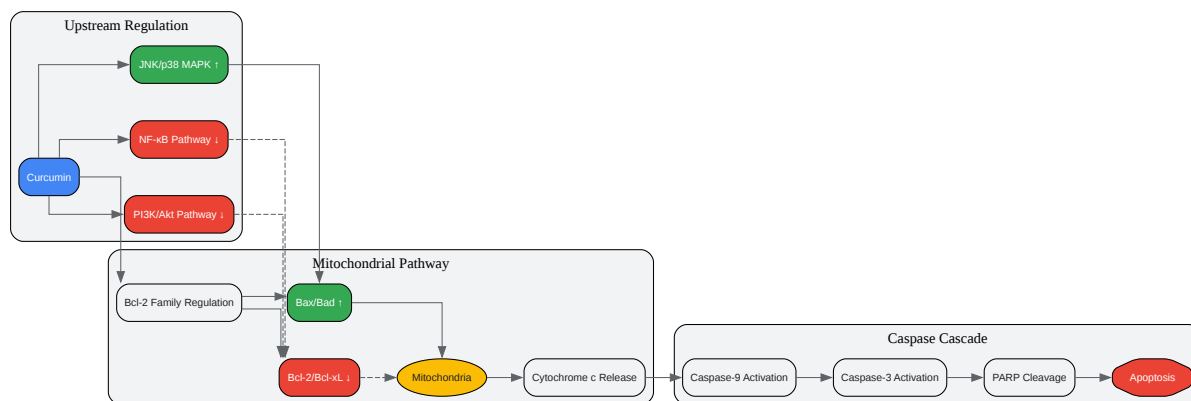 Upstream Regulation
JNK/p38 MAPK ↑
NF-κB Pathway ↓
Curcumin
PI3K/Akt Pathway ↓
Mitochondrial Pathway
Bcl-2 Family Regulation
Bax/Bad ↑
Caspase Cascade
Bcl-2/Bcl-xL ↓
Mitochondria
Cytochrome c Release
Caspase-9 Activation
Caspase-3 Activation
PARP Cleavage
Apoptosis